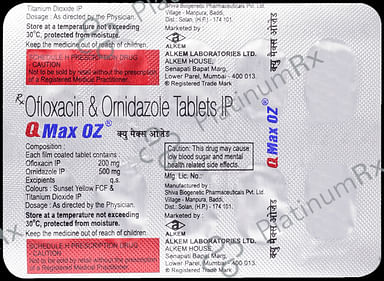 Titanium Dioxide IP
Dosage : As directed by the Physician.
Store at a temperature not exceeding
30°C, protected from moisture.
Keep the medicine out of reach of children.
SCHEDULE H PRESCRIPTION DRUG
- CAUTION
Not to be sold by retail without the prescription
of a Registered Medical Practitioner.
Shiva Biogenetic Pharmaceuticals Pvt. Ltd.
Village - Manpura, Baddi,
Dist.: Solan, (H.P.) - 174 101.
Marketed by
ALKEM
ALKEM LABORATORIES LTD.
ALKEM HOUSE,
Senapati Bapat Marg,
Lower Parel, Mumbai - 400 013.
® Registered Trade Mark
Rx Ofloxacin & Ornidazole Tablets IP
Q Max OZ® क्यु मैक्स ओजेड
Composition :
Each film coated tablet contains
Ofloxacin IP 200 mg
Ornidazole IP 500 mg
Excipients q.s.
Colours : Sunset Yellow FCF &
Titanium Dioxide IP
Dosage : As directed by the Physician.
Store at a temperature not exceeding
30°C, protected from moisture.
Keep the medicine out of reach of children.
SCHEDULE H PRESCRIPTION DRUG
- CAUTION
Not to be sold by retail without the prescription
of a Registered Medical Practitioner.
Caution: This drug may cause
low blood sugar and mental
health related side effects.
Mfg. Lic. No.:
Manufactured by
Shiva Biogenetic Pharmaceuticals Pvt. Ltd.
Village - Manpura, Baddi,
Dist.: Solan, (H.P.) - 174 101.
Marketed by
ALKEM
ALKEM LABORATORIES LTD.
ALKEM HOUSE,
Senapati Bapat Marg,
Lower Parel, Mumbai - 400 013.
® Registered Trade Mark
Q Max OZ®
क्यु मैक्स ओजेड
Q Max OZ®
क्यु मैक्स ओजेड
PlatinumRx
PlatinumRx